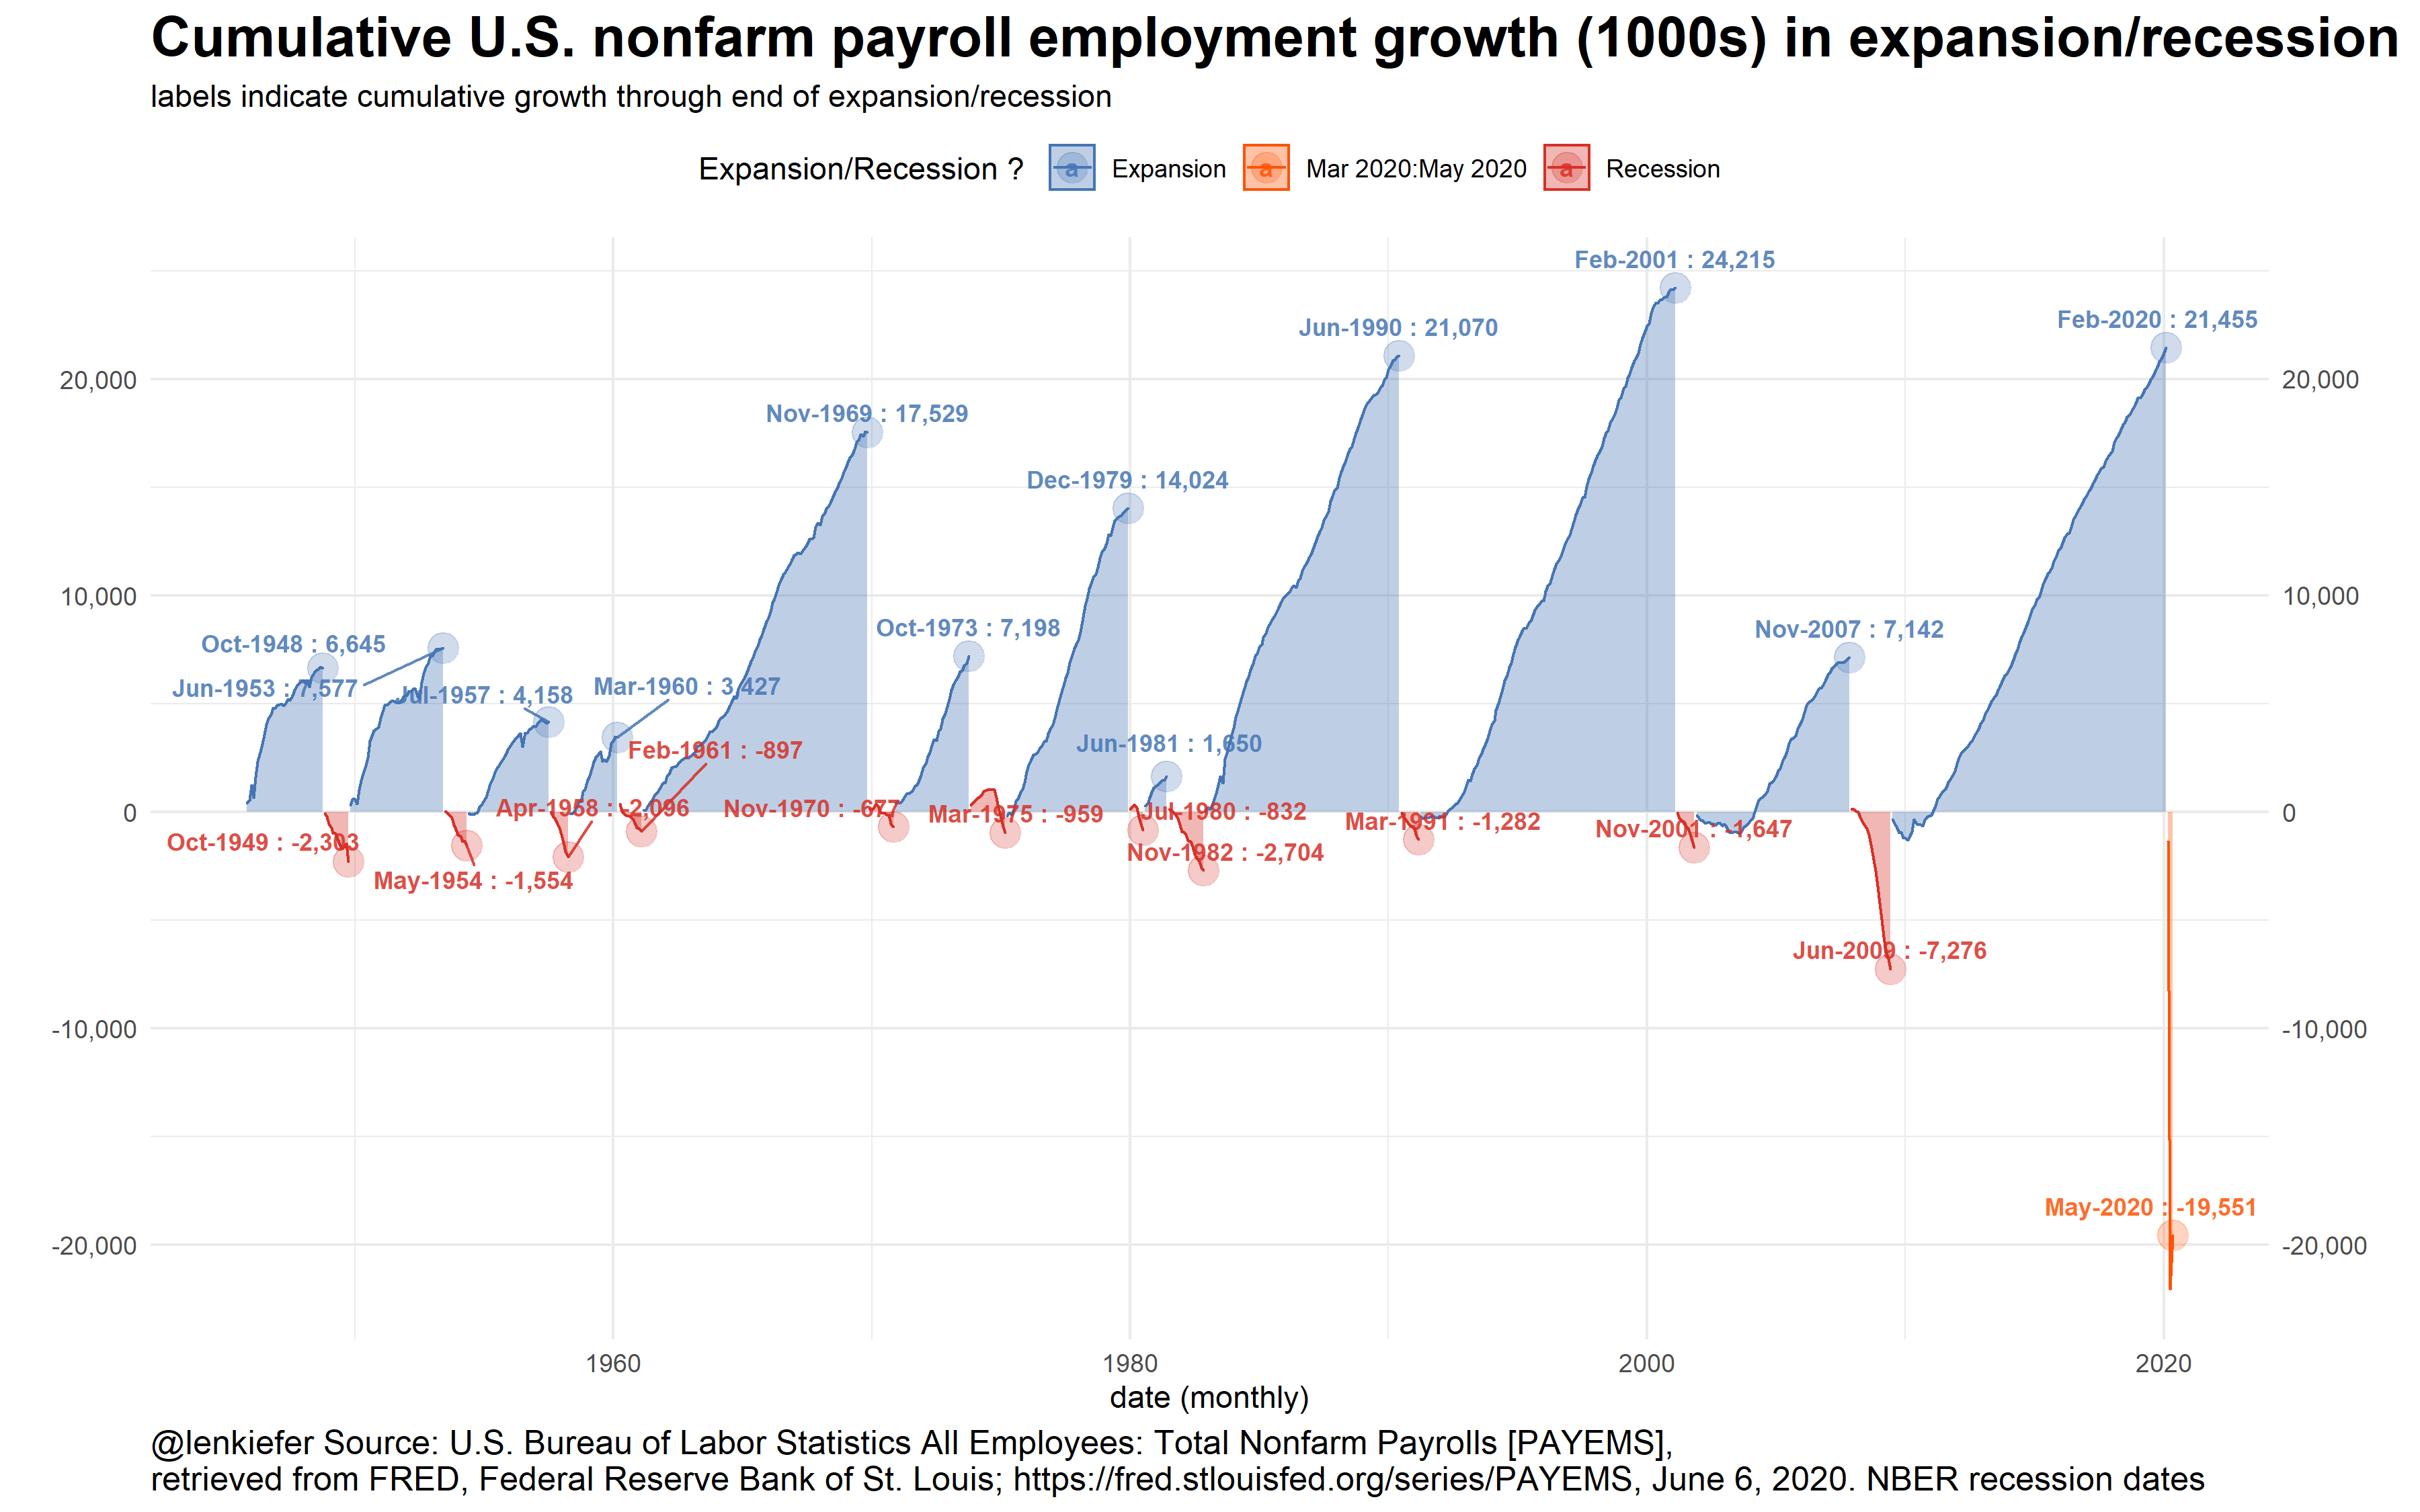 Cumulative U.S. nonfarm payroll employment growth (1000s) in expansion/recession
labels indicate cumulative growth through end of expansion/recession
Expansion/Recession ? a Expansion a Mar 2020:May 2020 a Recession
Feb-2001 : 24,215
Feb-2020 : 21,455
Jun-1990 : 21,070
20,000 20,000
Nov-1969 : 17,529
Dec-1979 : 14,024
10,000 10,000
Oct-1948 : 6,645
Oct-1973 : 7,198
Nov-2007 : 7,142
Jun-1953 : 7,577
Jul-1957 : 4,158
Mar-1960 : 3,427
Feb-1961 : -897
Jun-1981 : 1,650
Apr-1958 : -2,096
Nov-1970 : -677
Mar-1975 : -959
Jul-1980 : -832
0 0
Mar-1991 : -1,282
Nov-2001 : -1,647
Oct-1949 : -2,303
Nov-1982 : -2,704
May-1954 : -1,554
Jun-2009 : -7,276
-10,000 -10,000
May-2020 : -19,551
-20,000 -20,000
1960 1980 2000 2020
date (monthly)
@lenkiefer Source: U.S. Bureau of Labor Statistics All Employees: Total Nonfarm Payrolls [PAYEMS],
retrieved from FRED, Federal Reserve Bank of St. Louis; https://fred.stlouisfed.org/series/PAYEMS, June 6, 2020. NBER recession dates